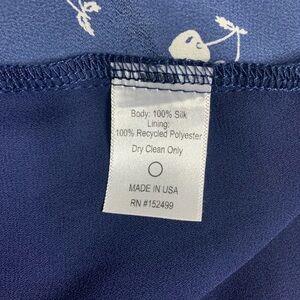 Body: 100% Silk
Lining:
100% Recycled Polyester
Dry Clean Only
MADE IN USA
RN #152499